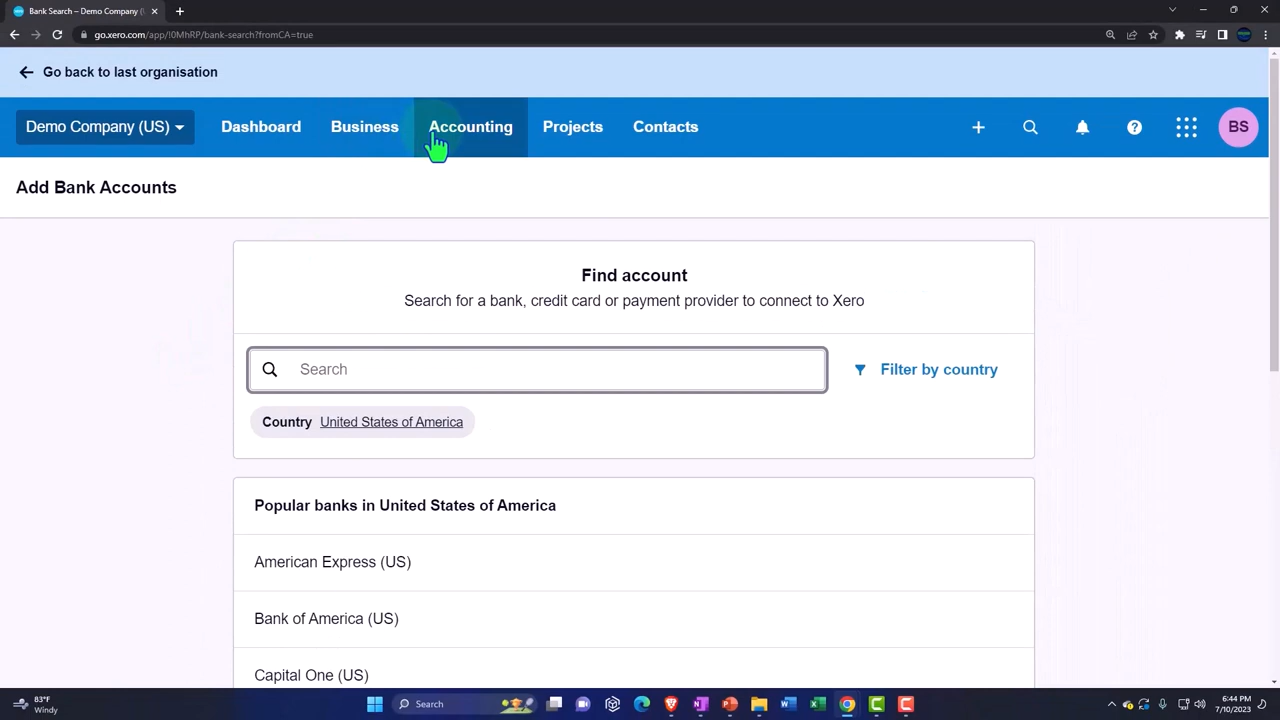 Bank Search – Demo Company (
go.xero.com/app/!0MhRP/bank-search?fromCA=true
Go back to last organisation
Demo Company (US) Dashboard Business Accounting Projects Contacts BS
Add Bank Accounts
Find account
Search for a bank, credit card or payment provider to connect to Xero
Search Filter by country
Country United States of America
Popular banks in United States of America
American Express (US)
Bank of America (US)
Capital One (US)
83°F
Windy
Search
6:44 PM
7/10/2023